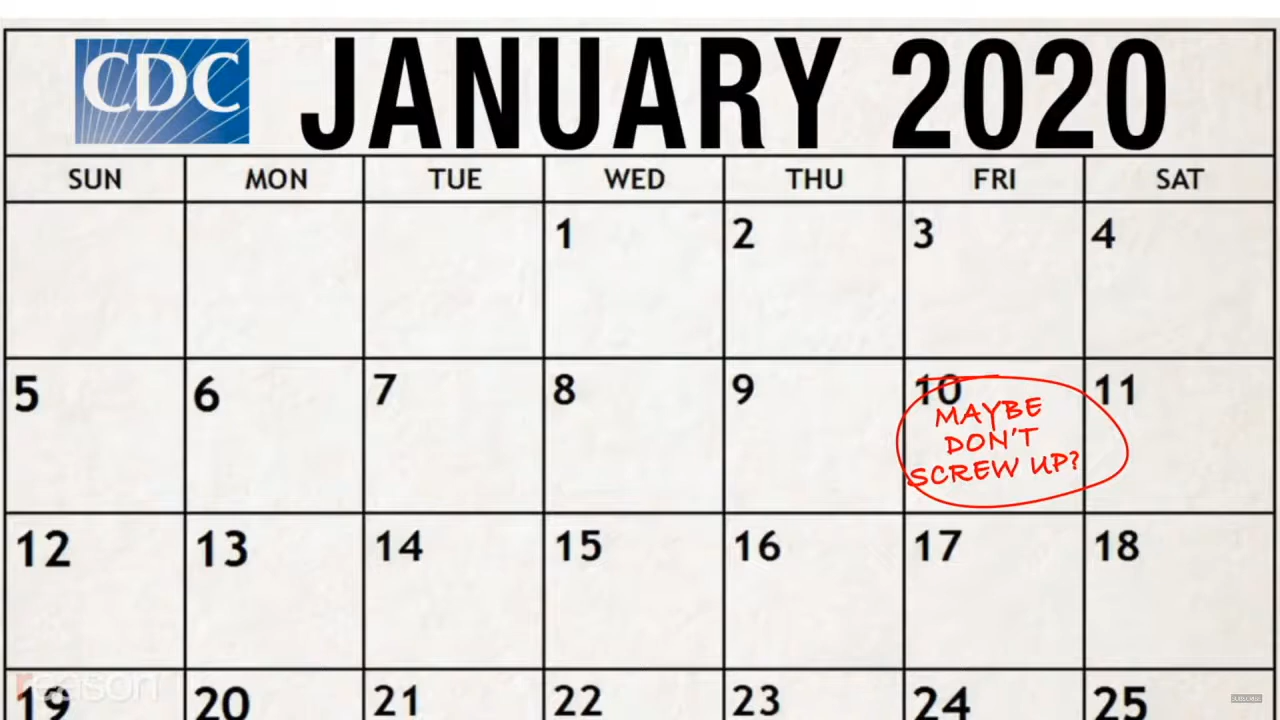 CDC JANUARY 2020
SUN MON TUE WED THU FRI SAT
1 2 3 4
5 6 7 8 9 10 11
MAYBE
DON'T
SCREW UP?
12 13 14 15 16 17 18
19 20 21 22 23 24 25
reason
SUBSCRIBE